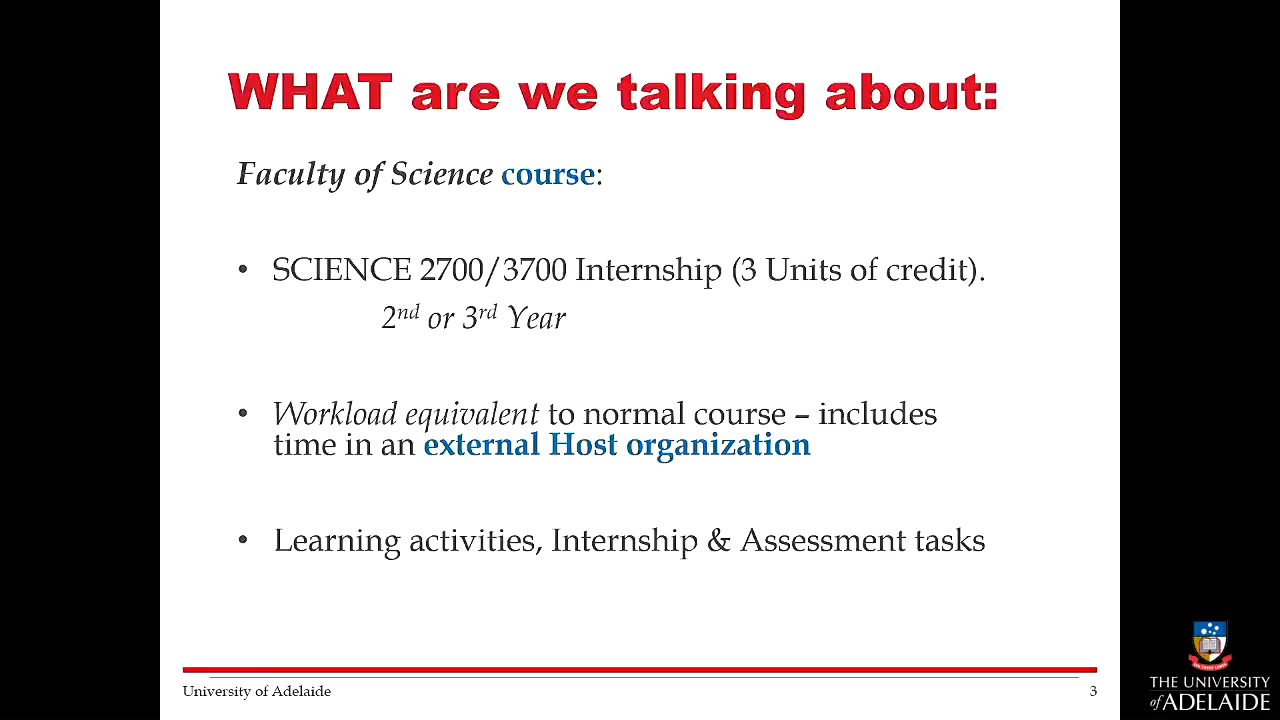 WHAT are we talking about:
Faculty of Science course:
• SCIENCE 2700/3700 Internship (3 Units of credit).
2nd or 3rd Year
• Workload equivalent to normal course – includes
time in an external Host organization
• Learning activities, Internship & Assessment tasks
University of Adelaide
3
THE UNIVERSITY
of ADELAIDE